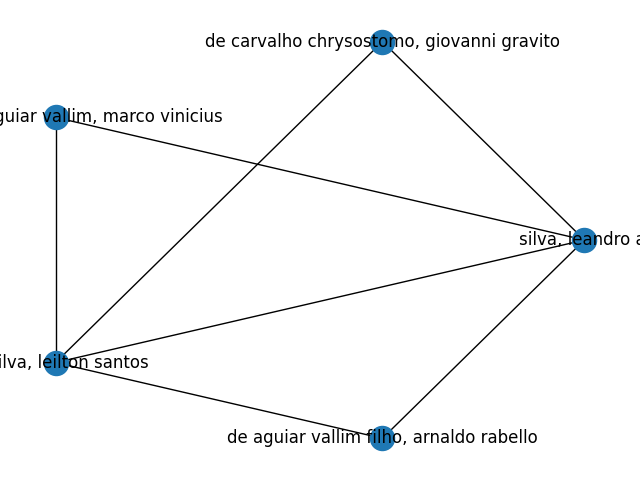 de carvalho chrysostomo, giovanni gravito
guiar vallim, marco vinicius
silva, leandro a
ilva, leilton santos
de aguiar vallim filho, arnaldo rabello